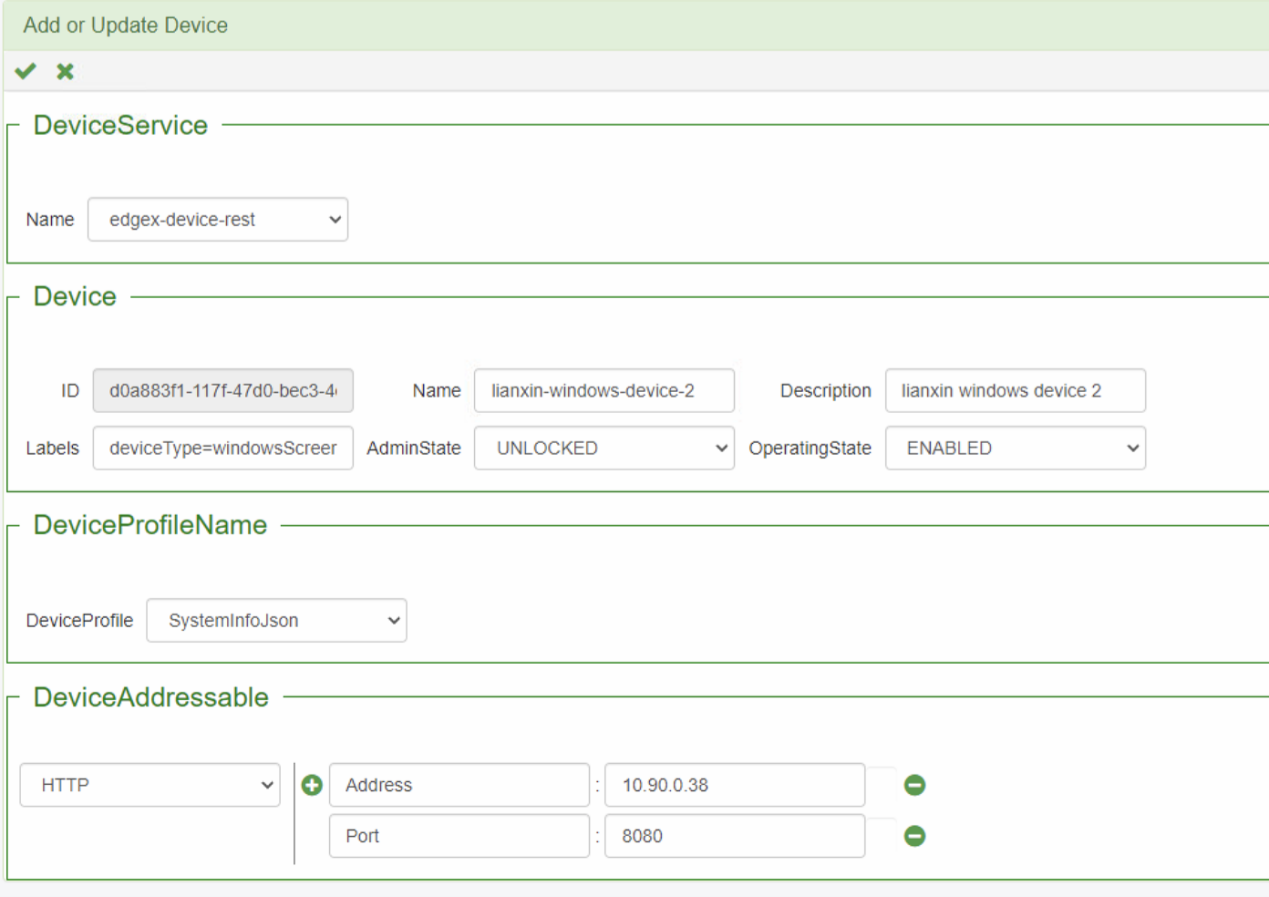 Add or Update Device
DeviceService
Name edgex-device-rest
Device
ID d0a883f1-117f-47d0-bec3-4 Name lianxin-windows-device-2 Description lianxin windows device 2
Labels deviceType=windowsScreer AdminState UNLOCKED OperatingState ENABLED
DeviceProfileName
DeviceProfile SystemInfoJson
DeviceAddressable
HTTP Address : 10.90.0.38
Port : 8080